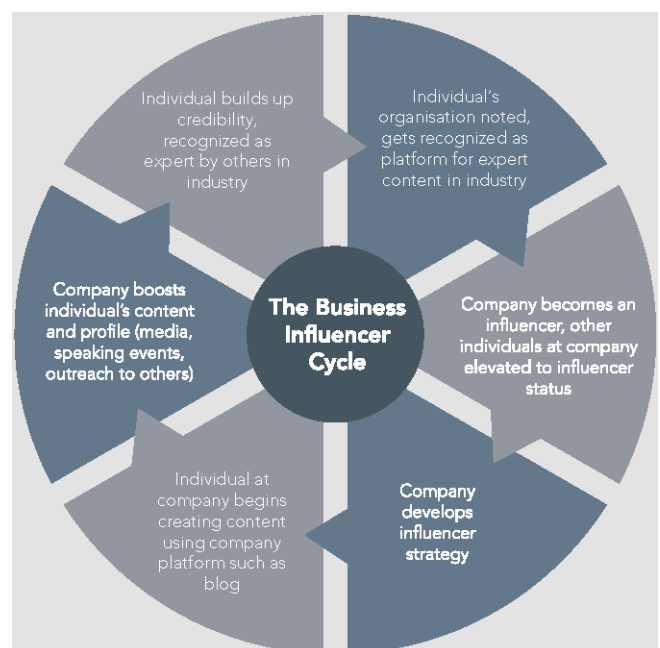 Individual builds up
credibility,
recognized as
expert by others in
industry
Individual's
organisation noted,
gets recognized as
platform for expert
content in industry
Company boosts
individual's content
and profile (media,
speaking events,
outreach to others)
The Business
Influencer
Cycle
Company becomes an
influencer, other
individuals at company
elevated to influencer
status
Individual at
company begins
creating content
using company
platform such as
blog
Company
develops
influencer
strategy